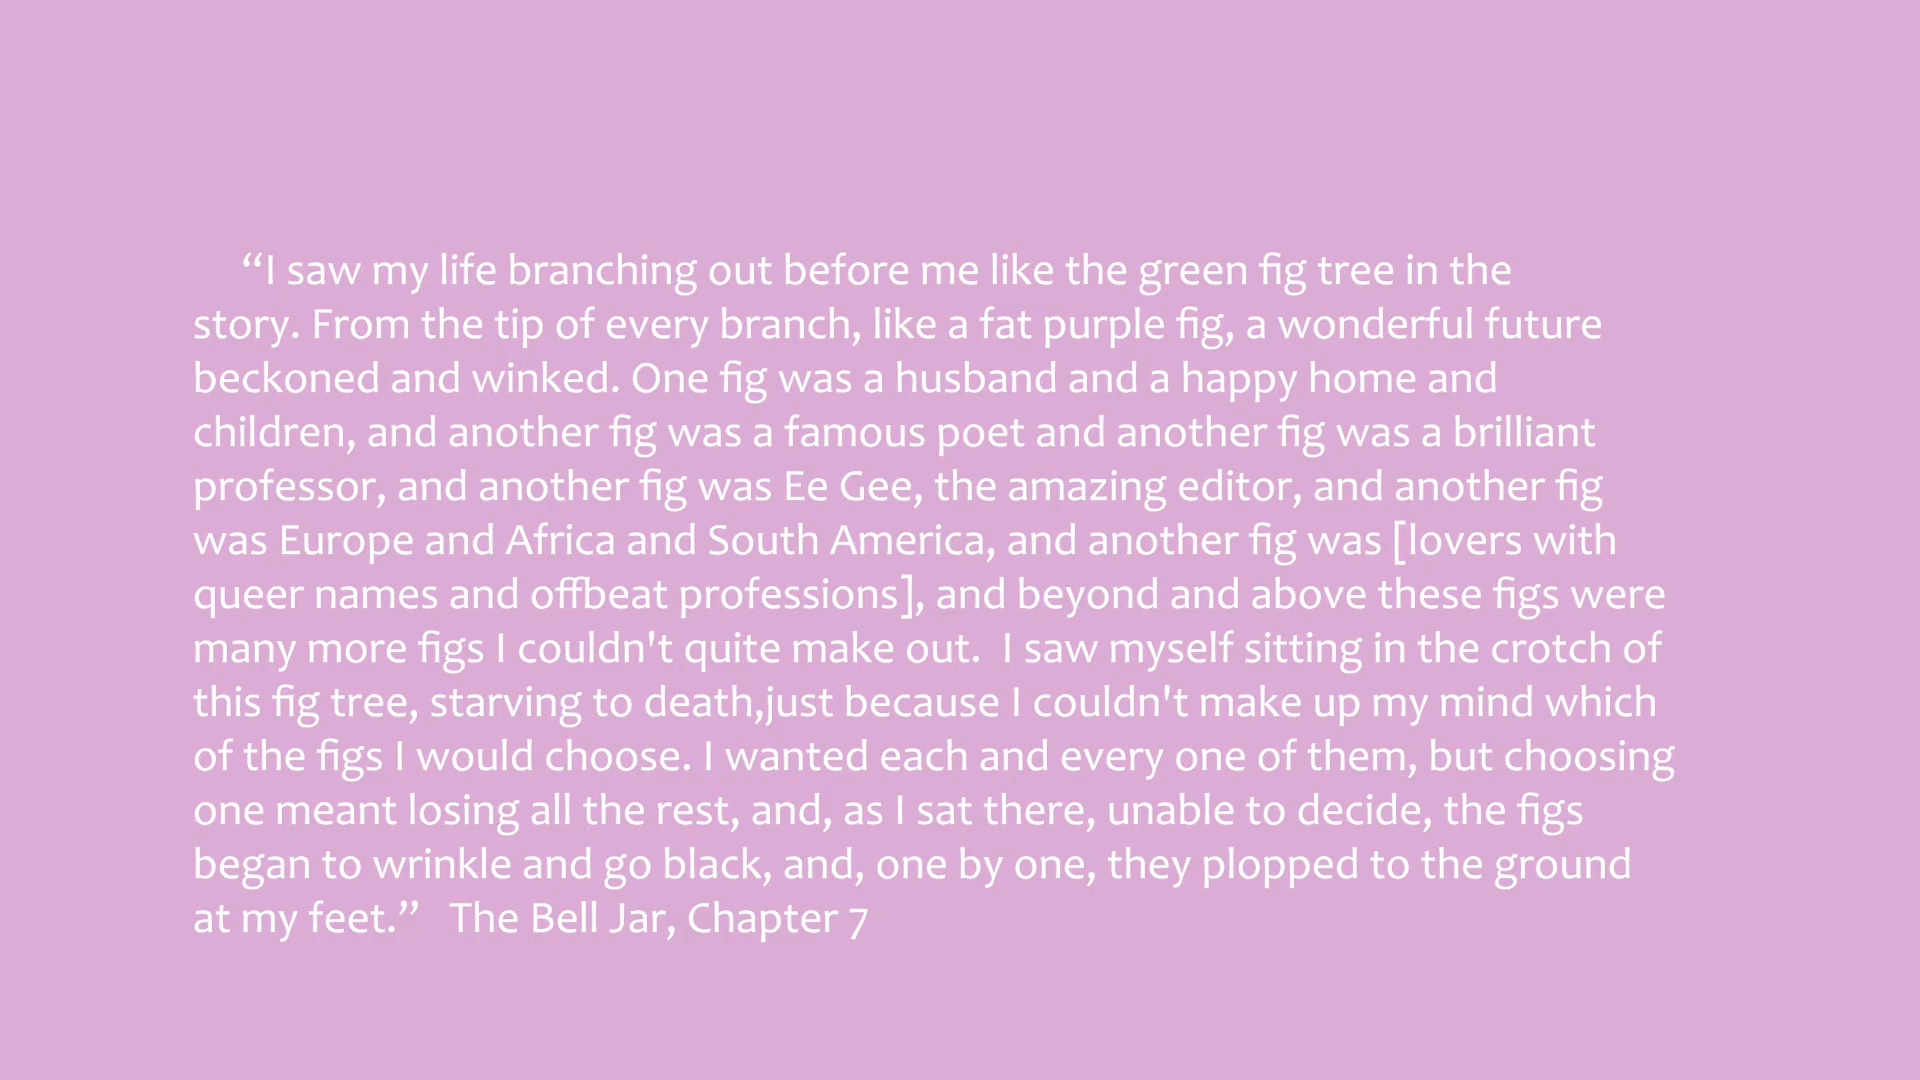 “I saw my life branching out before me like the green fig tree in the
story. From the tip of every branch, like a fat purple fig, a wonderful future
beckoned and winked. One fig was a husband and a happy home and
children, and another fig was a famous poet and another fig was a brilliant
professor, and another fig was Ee Gee, the amazing editor, and another fig
was Europe and Africa and South America, and another fig was [lovers with
queer names and offbeat professions], and beyond and above these figs were
many more figs I couldn't quite make out.  I saw myself sitting in the crotch of
this fig tree, starving to death,just because I couldn't make up my mind which
of the figs I would choose. I wanted each and every one of them, but choosing
one meant losing all the rest, and, as I sat there, unable to decide, the figs
began to wrinkle and go black, and, one by one, they plopped to the ground
at my feet.”   The Bell Jar, Chapter 7